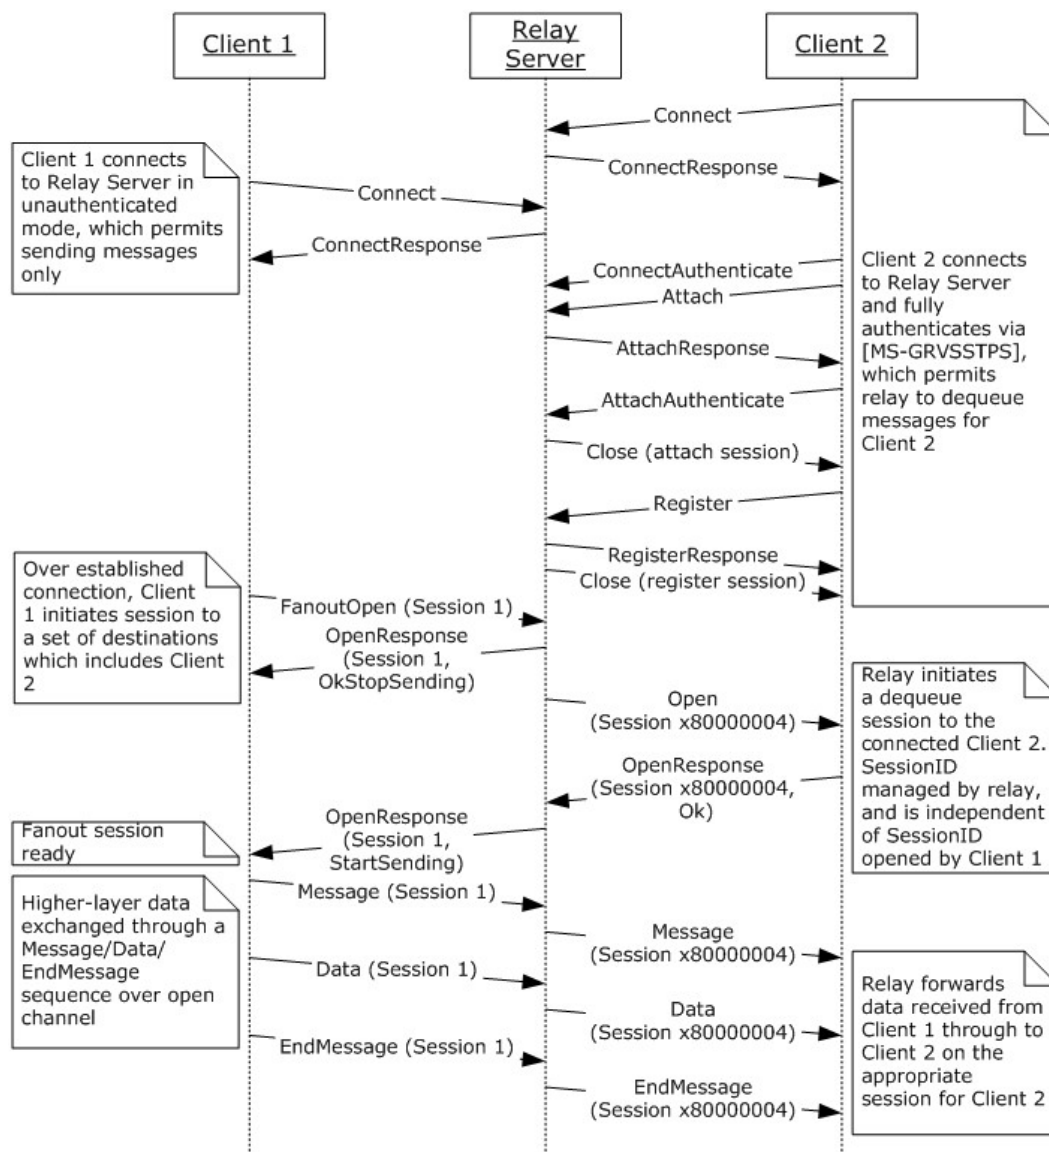 Client 1
Relay
Server
Client 2
Connect
ConnectResponse
Client 1 connects
to Relay Server in
unauthenticated
mode, which permits
sending messages
only
Connect
ConnectResponse
ConnectAuthenticate
Attach
AttachResponse
AttachAuthenticate
Close (attach session)
Register
RegisterResponse
Close (register session)
Client 2 connects
to Relay Server
and fully
authenticates via
[MS-GRVSSTPS],
which permits
relay to dequeue
messages for
Client 2
Over established
connection, Client
1 initiates session to
a set of destinations
which includes Client
2
FanoutOpen (Session 1)
OpenResponse
(Session 1,
OkStopSending)
Open
(Session x80000004)
OpenResponse
(Session x80000004,
Ok)
Relay initiates
a dequeue
session to the
connected Client 2.
SessionID
managed by relay,
and is independent
of SessionID
opened by Client 1
Fanout session
ready
OpenResponse
(Session 1,
StartSending)
Higher-layer data
exchanged through a
Message/Data/
EndMessage
sequence over open
channel
Message (Session 1)
Message
(Session x80000004)
Data (Session 1)
Data
(Session x80000004)
EndMessage (Session 1)
EndMessage
(Session x80000004)
Relay forwards
data received from
Client 1 through to
Client 2 on the
appropriate
session for Client 2